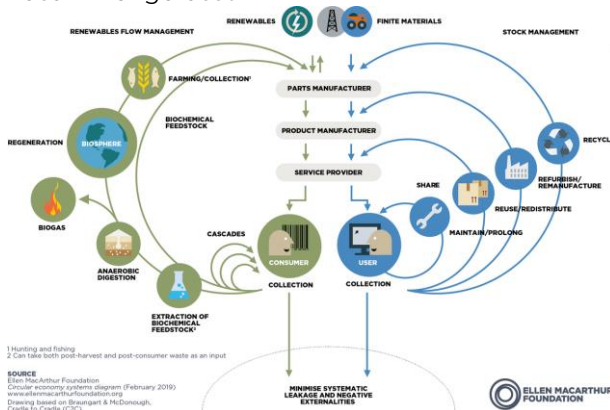 RENEWABLES
FINITE MATERIALS
RENEWABLES FLOW MANAGEMENT
STOCK MANAGEMENT
FARMING/COLLECTION¹
PARTS MANUFACTURER
BIOCHEMICAL
FEEDSTOCK
PRODUCT MANUFACTURER
REGENERATION
BIOSPHERE
RECYCL
SERVICE PROVIDER
REFURBISH/
REMANUFACTURE
SHARE
REUSE/REDISTRIBUTE
BIOGAS
CASCADES
MAINTAIN/PROLONG
CONSUMER
USER
ANAEROBIC
DIGESTION
COLLECTION
COLLECTION
EXTRACTION OF
BIOCHEMICAL
FEEDSTOCK²
1 Hunting and fishing
2 Can take both post-harvest and post-consumer waste as an input
SOURCE
Ellen MacArthur Foundation
Circular economy systems diagram (February 2019)
www.ellenmacarthurfoundation.org
Drawing based on Braungart & McDonough,
Cradle to Cradle (C2C)
MINIMISE SYSTEMATIC
LEAKAGE AND NEGATIVE
EXTERNALITIES
ELLEN MACARTHUR
FOUNDATION